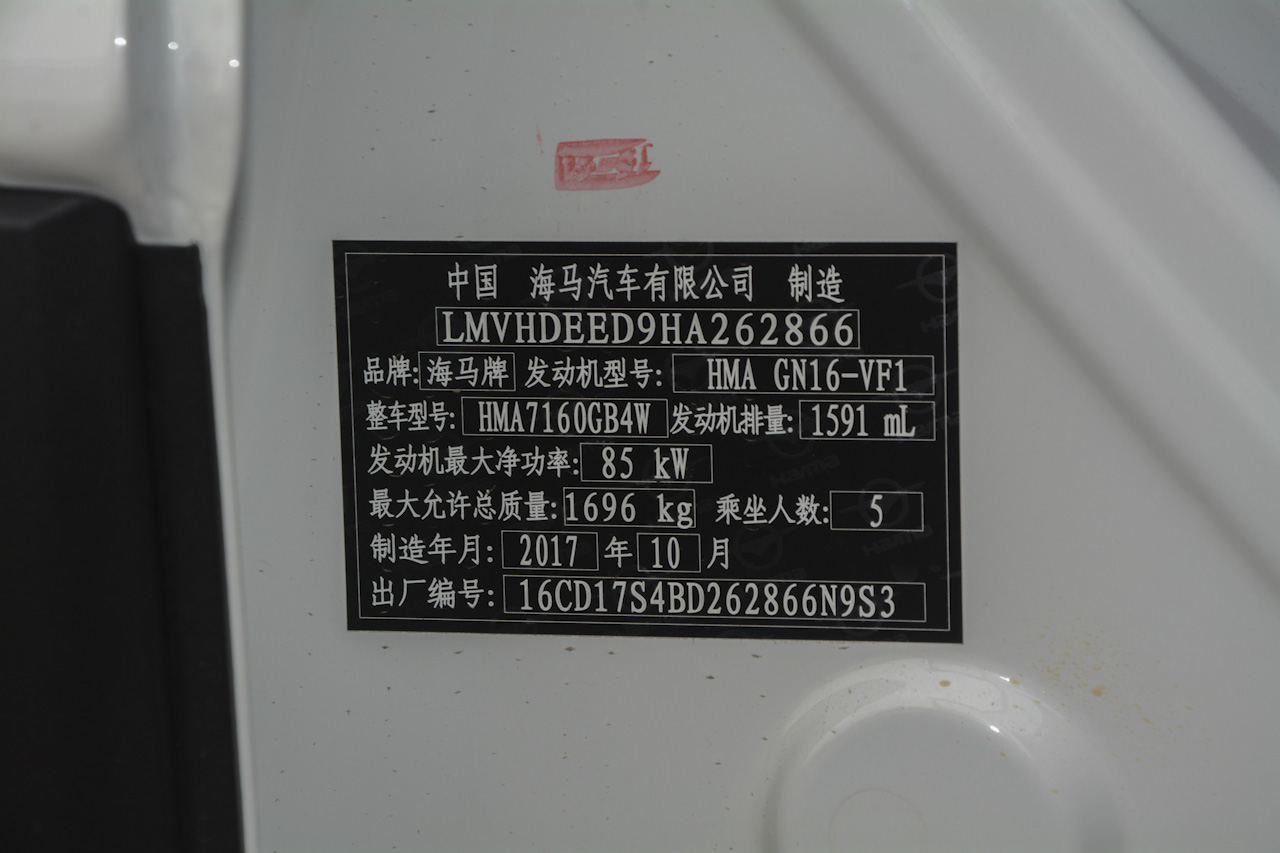 中国 海马汽车有限公司 制造
LMVHDEED9HA262866
品牌: 海马牌 发动机型号: HMA GN16-VF1
整车型号: HMA7160GB4W 发动机排量: 1591 mL
发动机最大净功率: 85 kW
最大允许总质量: 1696 kg 乘坐人数: 5
制造年月: 2017 年 10 月
出厂编号: 16CD17S4BD262866N9S3